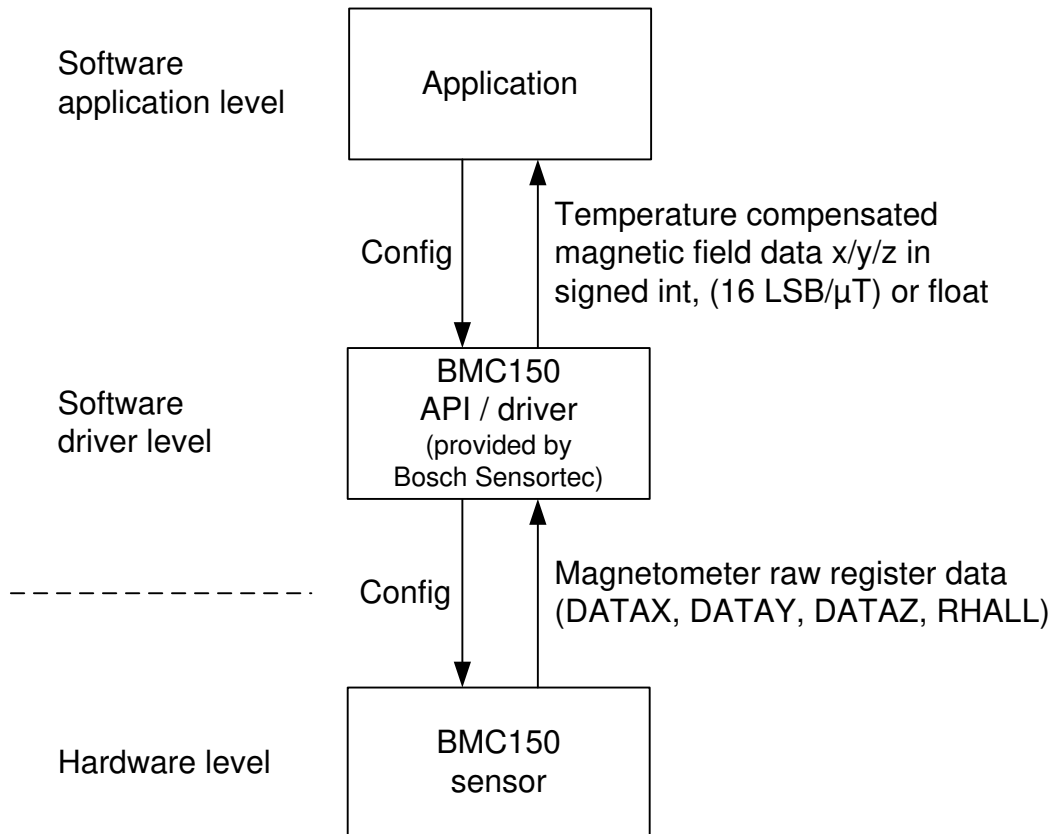 Software
application level
Application
Config
Temperature compensated
magnetic field data x/y/z in
signed int, (16 LSB/µT) or float
Software
driver level
BMC150
API / driver
(provided by
Bosch Sensortec)
Config
Magnetometer raw register data
(DATAX, DATAY, DATAZ, RHALL)
Hardware level
BMC150
sensor